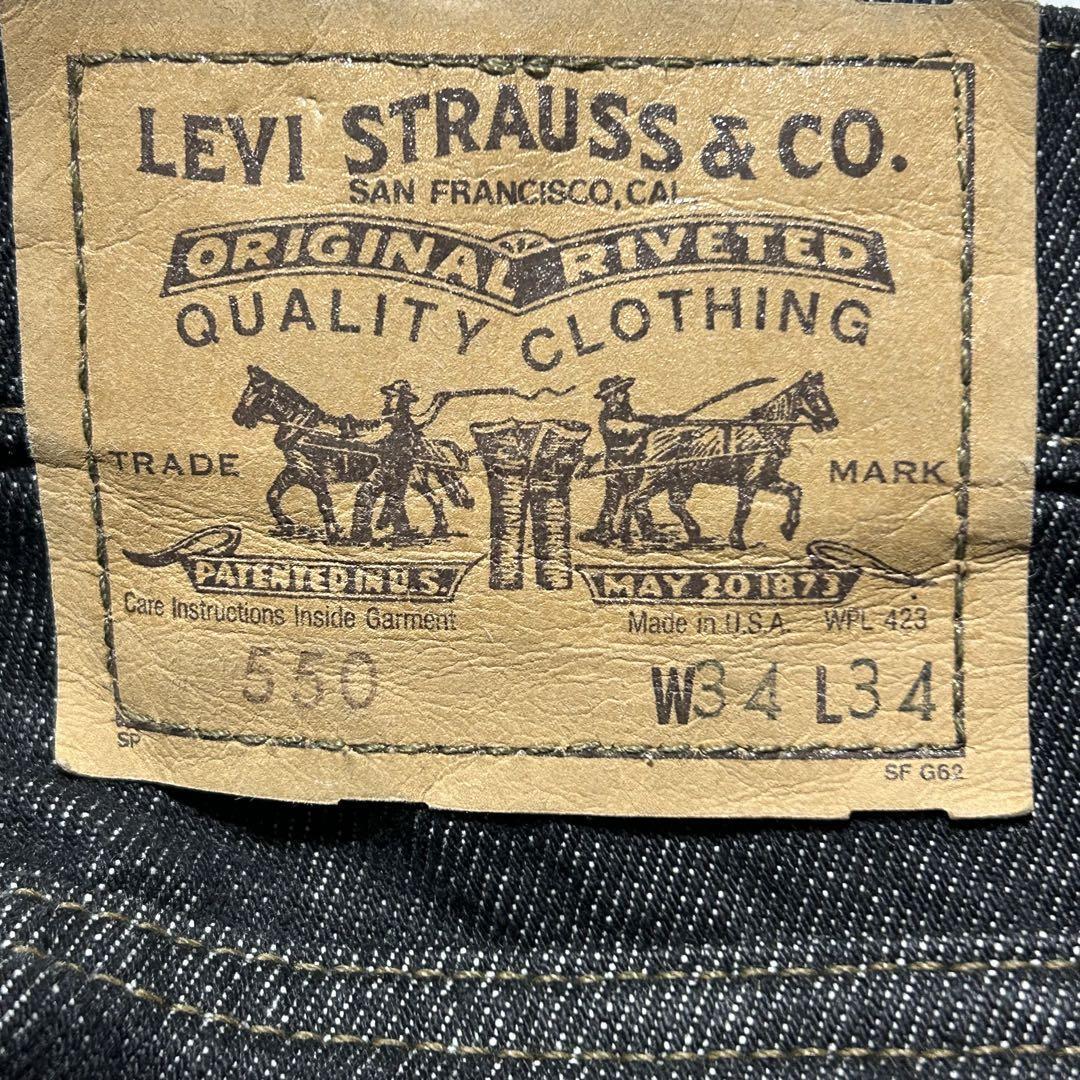 LEVI STRAUSS & CO.
SAN FRANCISCO, CAL.
ORIGINAL RIVETED
QUALITY CLOTHING
TRADE MARK
PATENTED IN U.S. MAY 20 1873
Care Instructions Inside Garment Made in U.S.A. WPL 423
550 W34 L34
SP SF G62